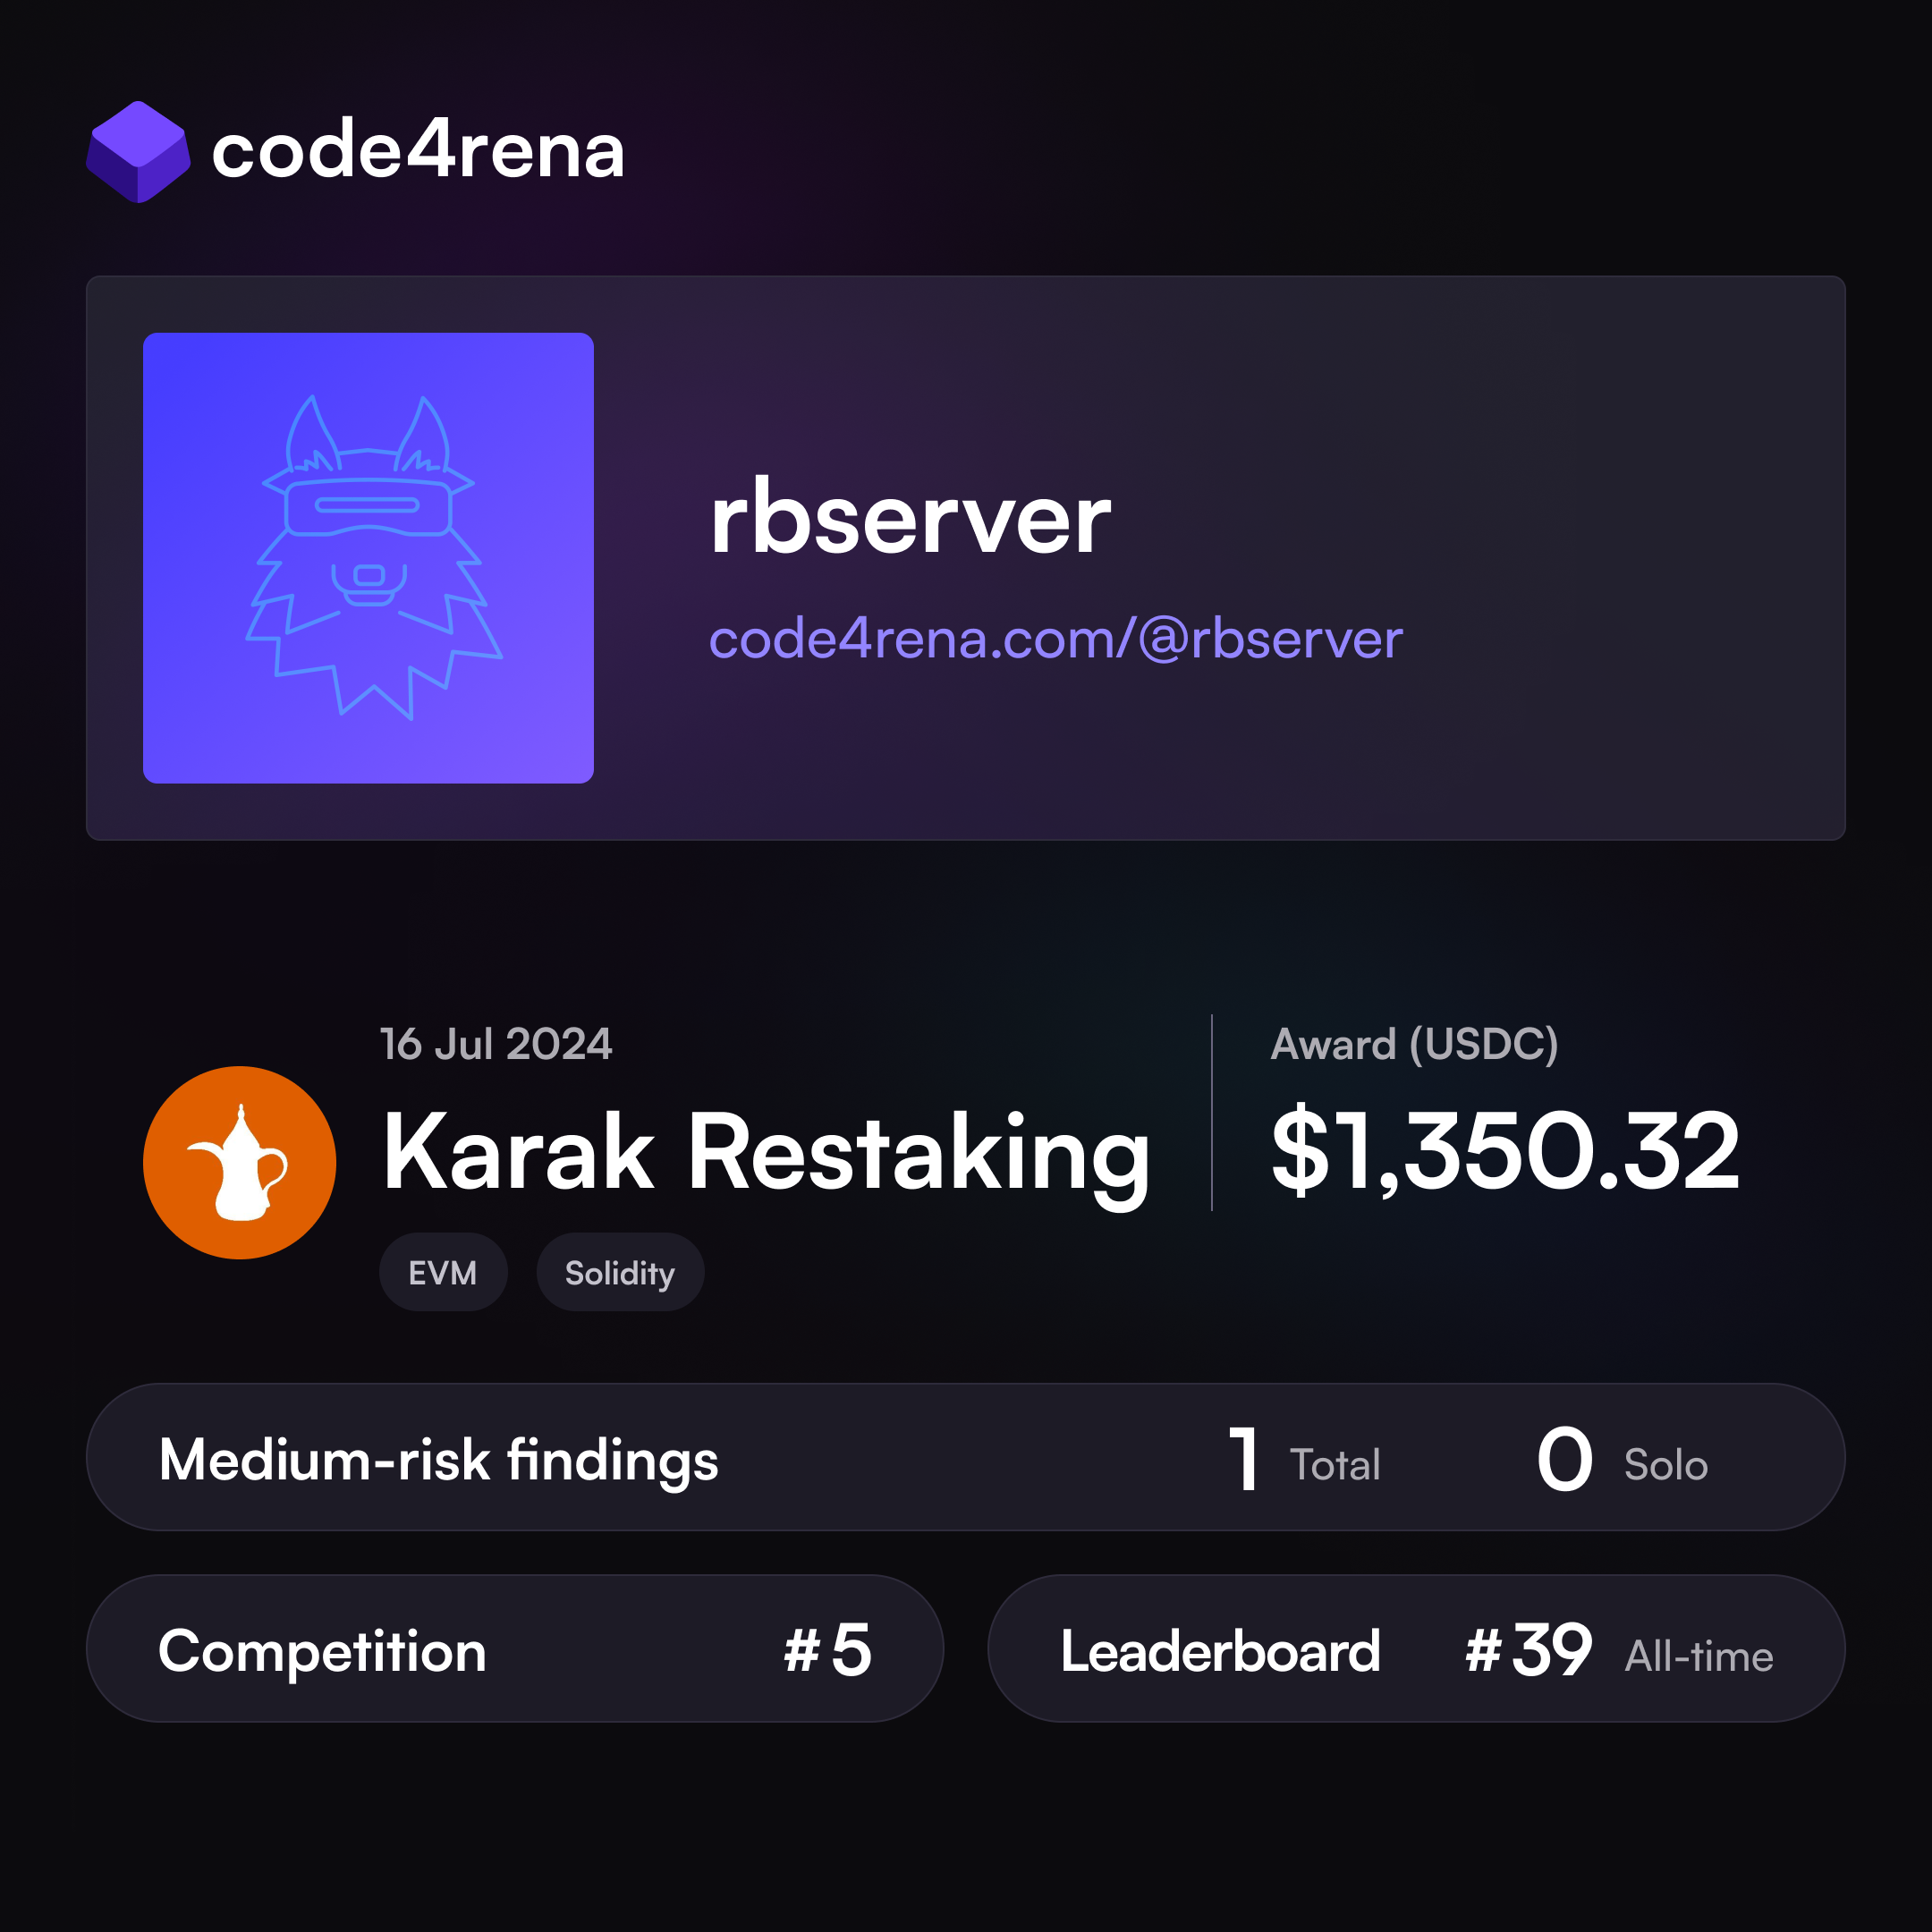 code4rena
rbserver
code4rena.com/@rbserver
16 Jul 2024
Karak Restaking
EVM Solidity
Award (USDC)
$1,350.32
Medium-risk findings 1 Total 0 Solo
Competition #5
Leaderboard #39 All-time